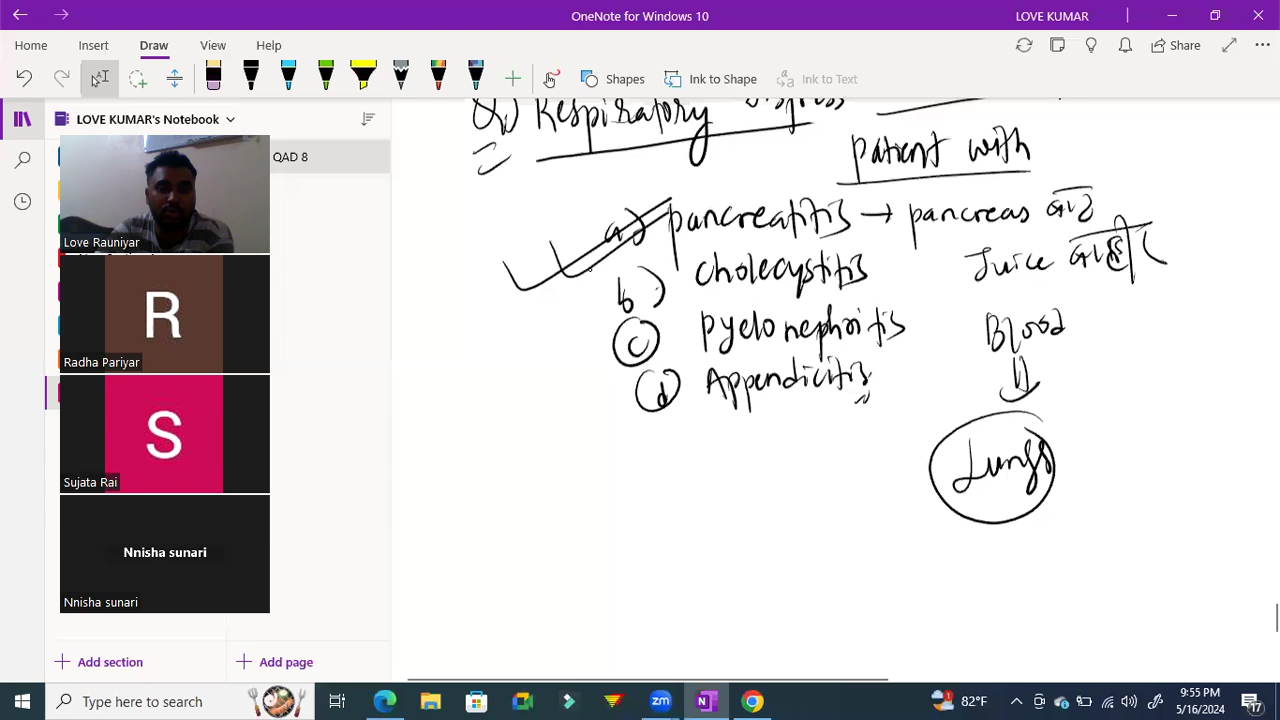 OneNote for Windows 10
LOVE KUMAR
Home Insert Draw View Help
Share
Shapes
Ink to Shape
Ink to Text
LOVE KUMAR's Notebook
QAD 8
Love Rauniyar
R
Radha Pariyar
S
Sujata Rai
Nnisha sunari
Nnisha sunari
Add section
Add page
Q. Respiratory
patient with
a) pancreatitis → pancreas
Juice
b) cholecystitis
c) pyelonephritis
Blood
d) Appendicitis
Lungs
Type here to search
zm
82°F
9:55 PM
5/16/2024
17